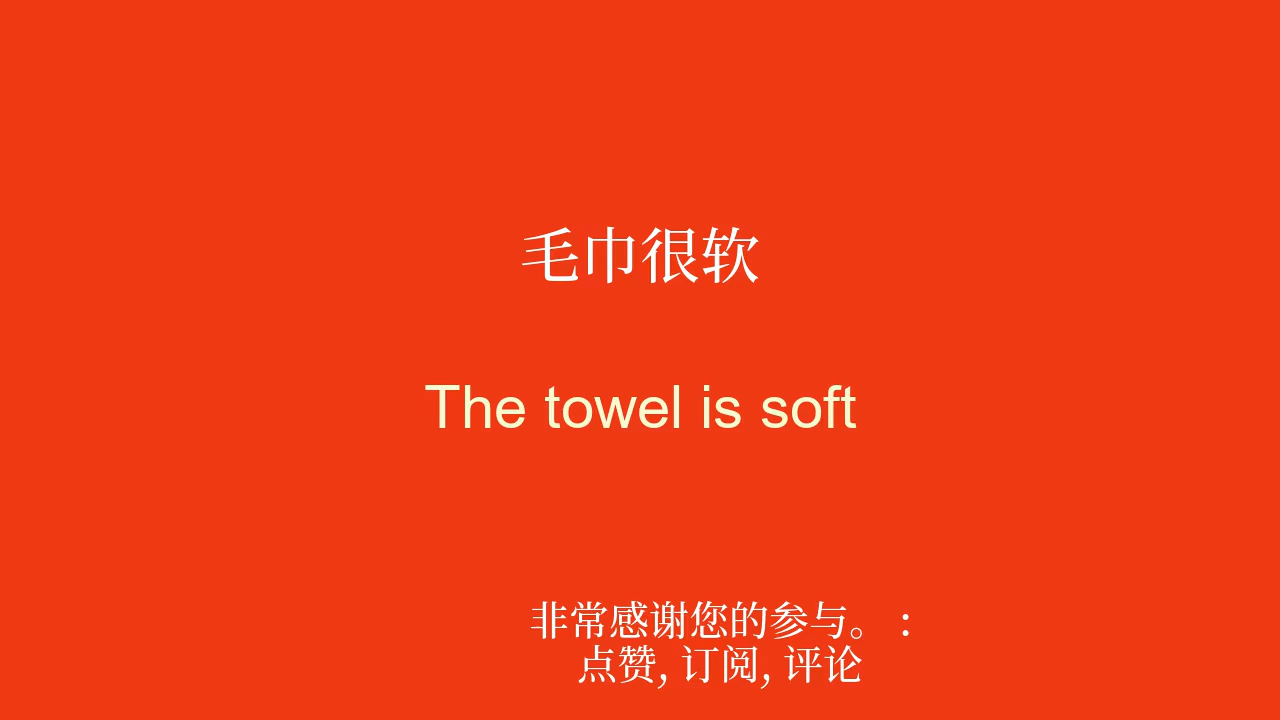 毛巾很软
The towel is soft
非常感谢您的参与。 :
点赞, 订阅, 评论